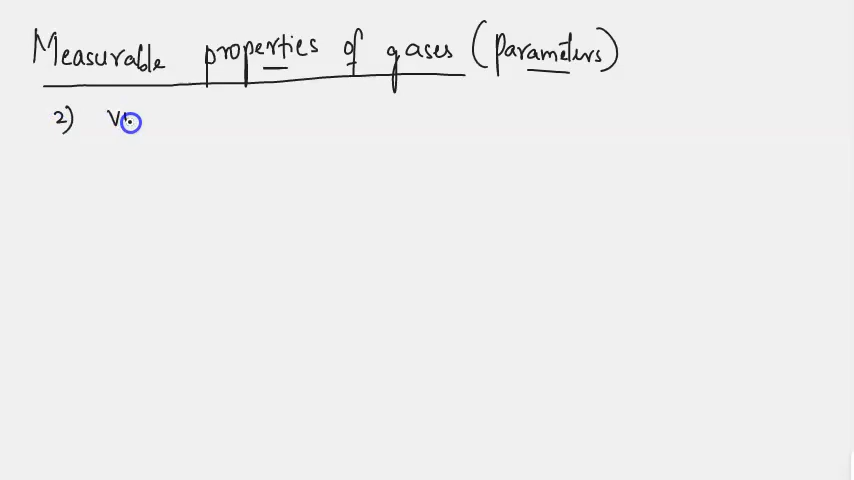 Measurable properties of gases (Parameters)
2) V